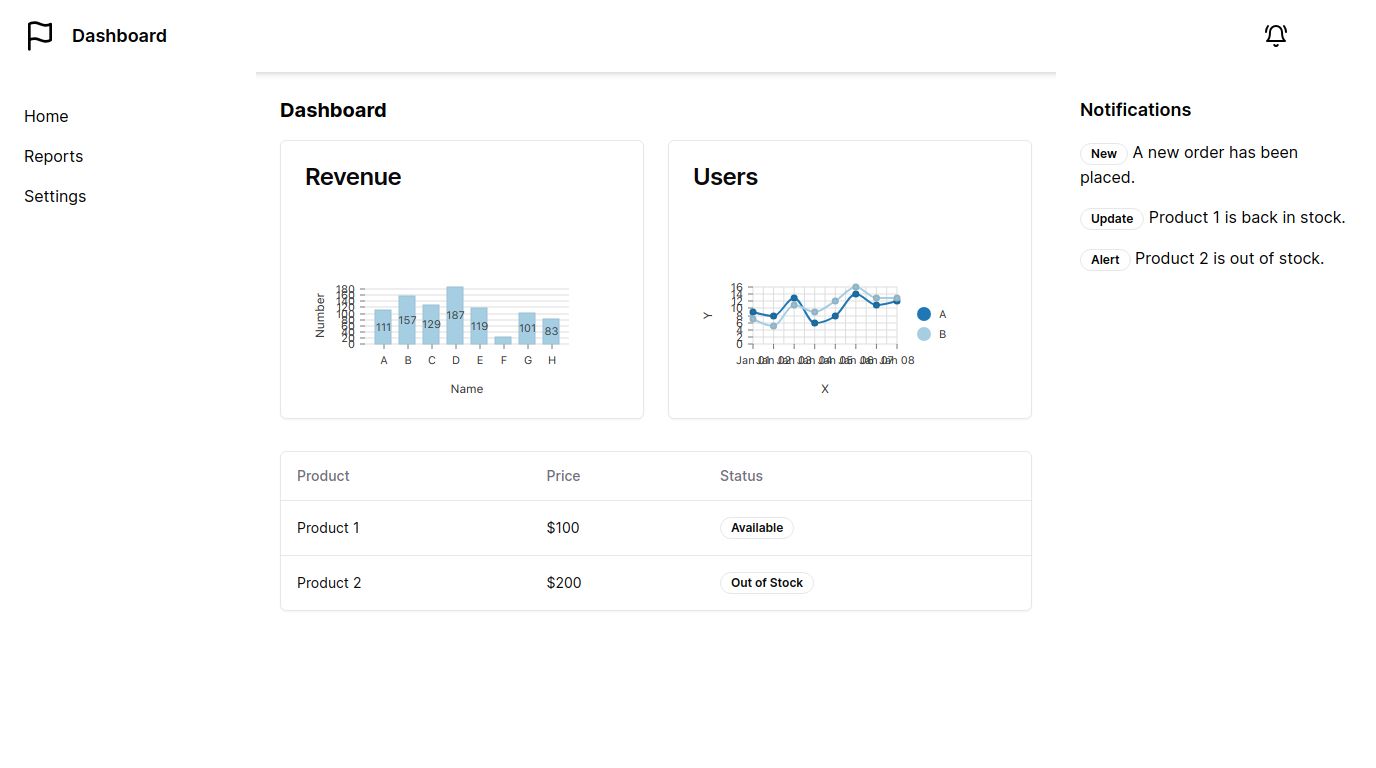 Dashboard
Home
Reports
Settings
Dashboard
Revenue
Number
180
160
140
120
100
80
60
40
20
0
111 157 129 187 119 101 83
A B C D E F G H
Name
Users
Y
16
14
12
10
8
6
4
2
0
Jan 01 Jan 02 Jan 03 Jan 04 Jan 05 Jan 06 Jan 07 Jan 08
X
A
B
Product Price Status
Product 1 $100 Available
Product 2 $200 Out of Stock
Notifications
New A new order has been
placed.
Update Product 1 is back in stock.
Alert Product 2 is out of stock.